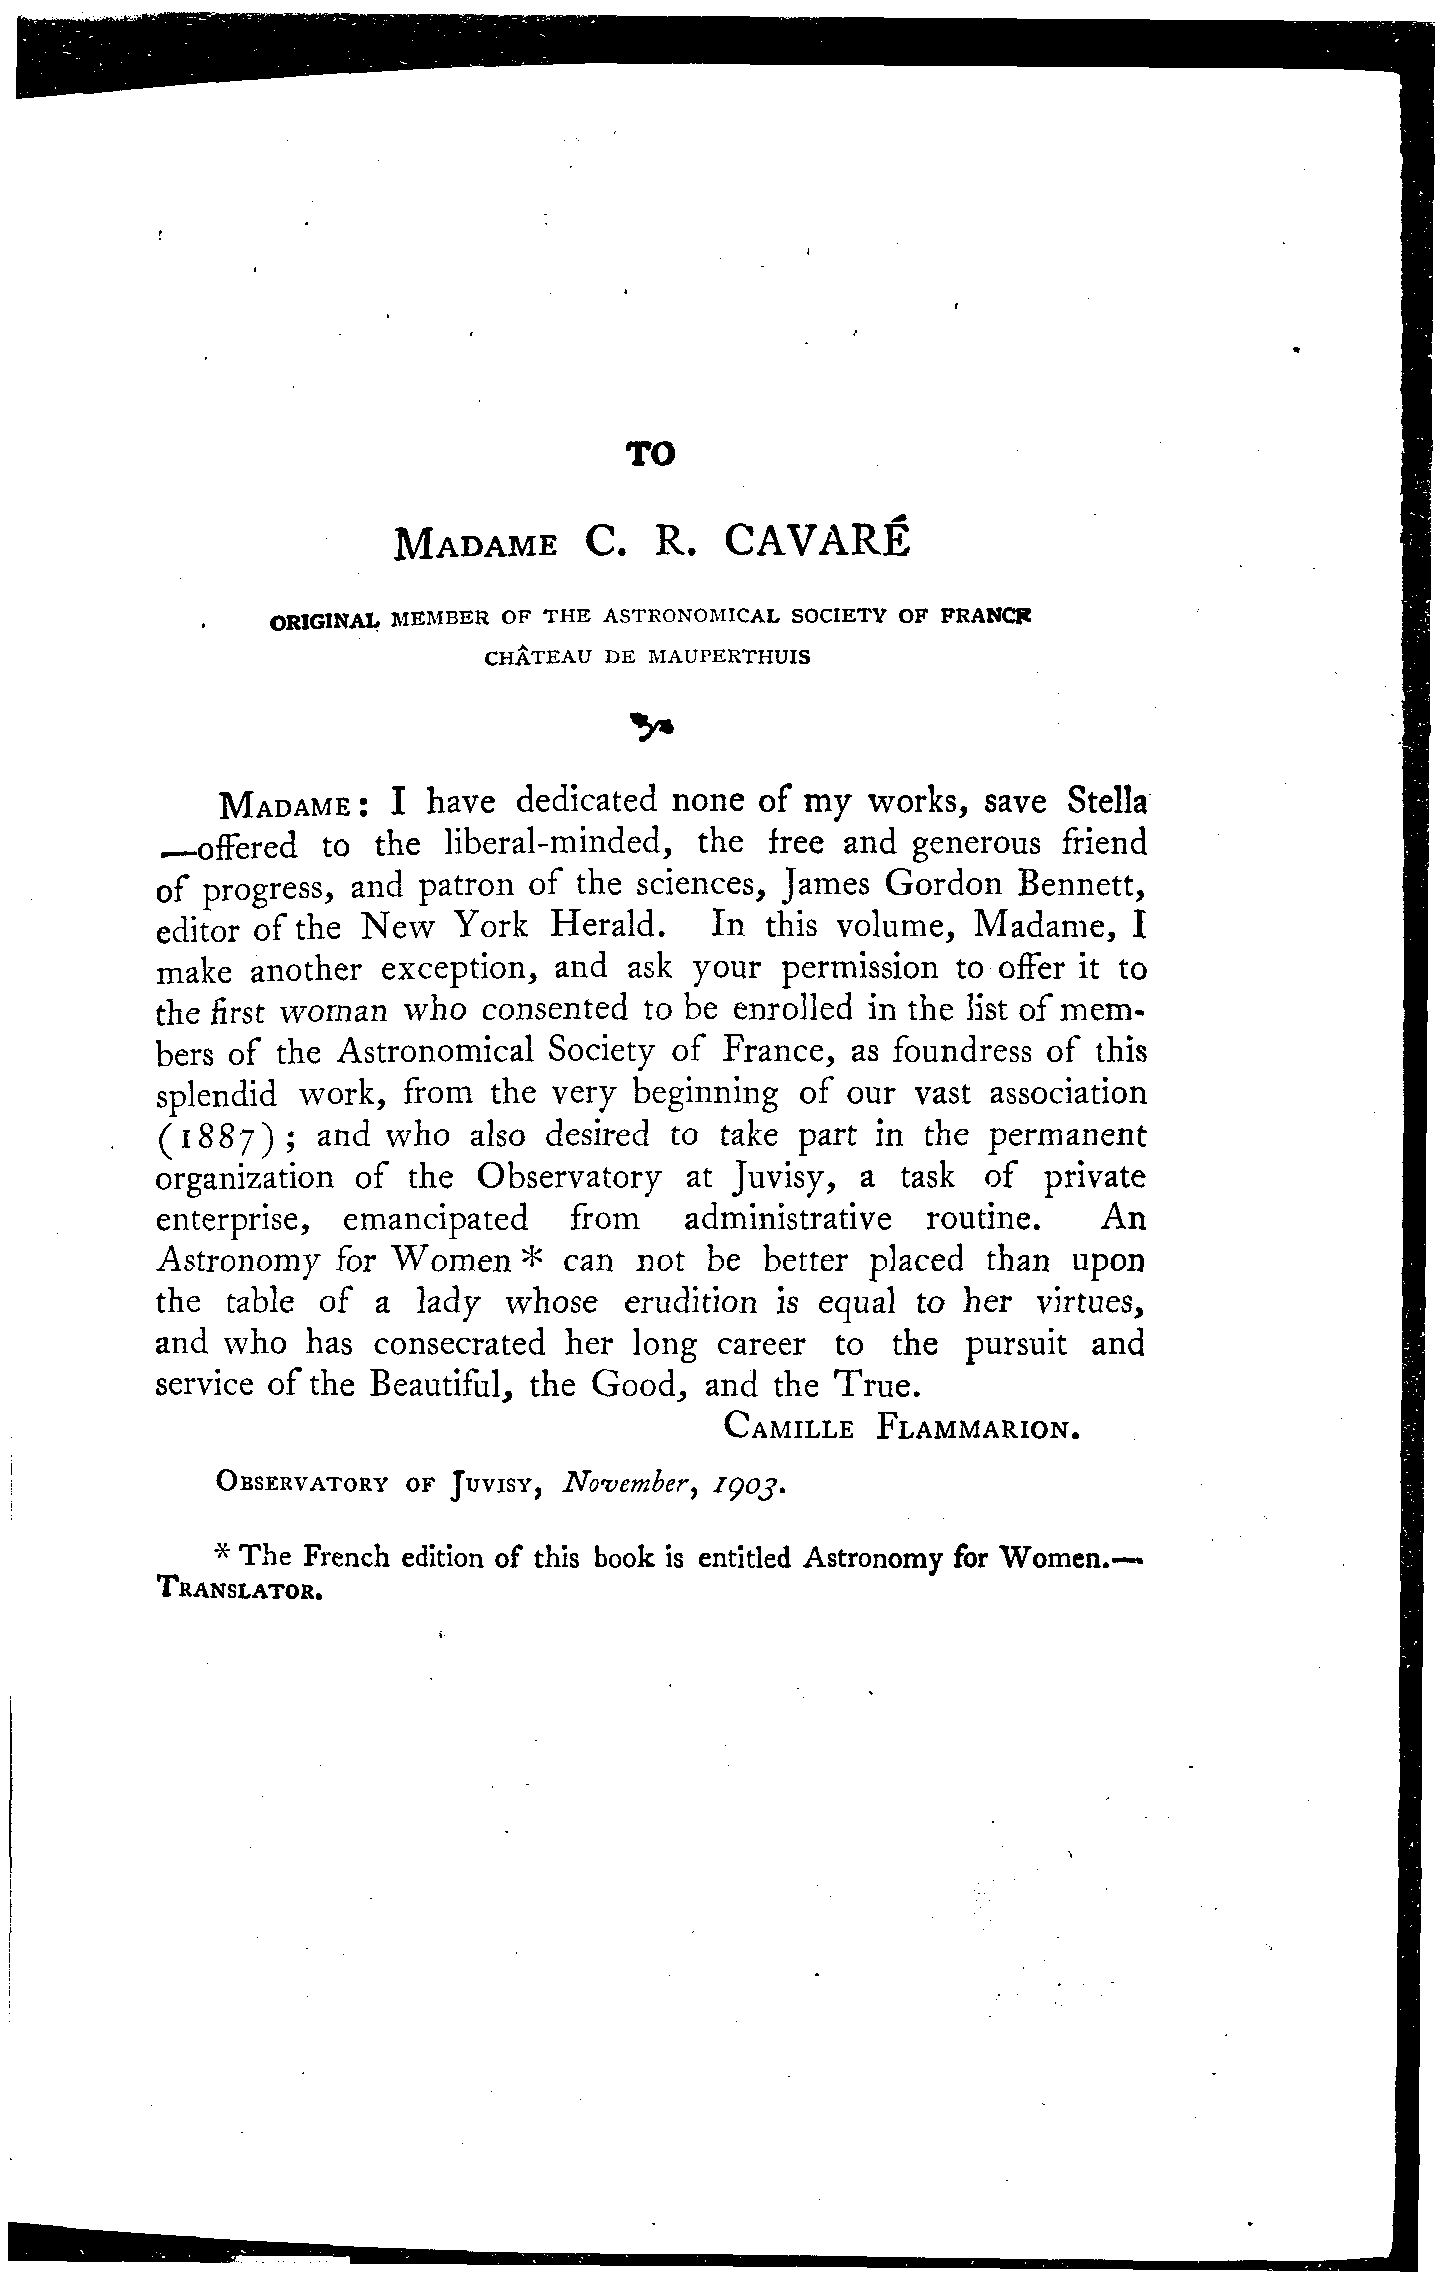 TO
MADAME C. R. CAVARÉ
ORIGINAL MEMBER OF THE ASTRONOMICAL SOCIETY OF FRANCE
CHÂTEAU DE MAUPERTHUIS
MADAME: I have dedicated none of my works, save Stella
—offered to the liberal-minded, the free and generous friend
of progress, and patron of the sciences, James Gordon Bennett,
editor of the New York Herald. In this volume, Madame, I
make another exception, and ask your permission to offer it to
the first woman who consented to be enrolled in the list of mem-
bers of the Astronomical Society of France, as foundress of this
splendid work, from the very beginning of our vast association
(1887); and who also desired to take part in the permanent
organization of the Observatory at Juvisy, a task of private
enterprise, emancipated from administrative routine. An
Astronomy for Women * can not be better placed than upon
the table of a lady whose erudition is equal to her virtues,
and who has consecrated her long career to the pursuit and
service of the Beautiful, the Good, and the True.
CAMILLE FLAMMARION.
OBSERVATORY OF JUVISY, November, 1903.
* The French edition of this book is entitled Astronomy for Women.—
TRANSLATOR.